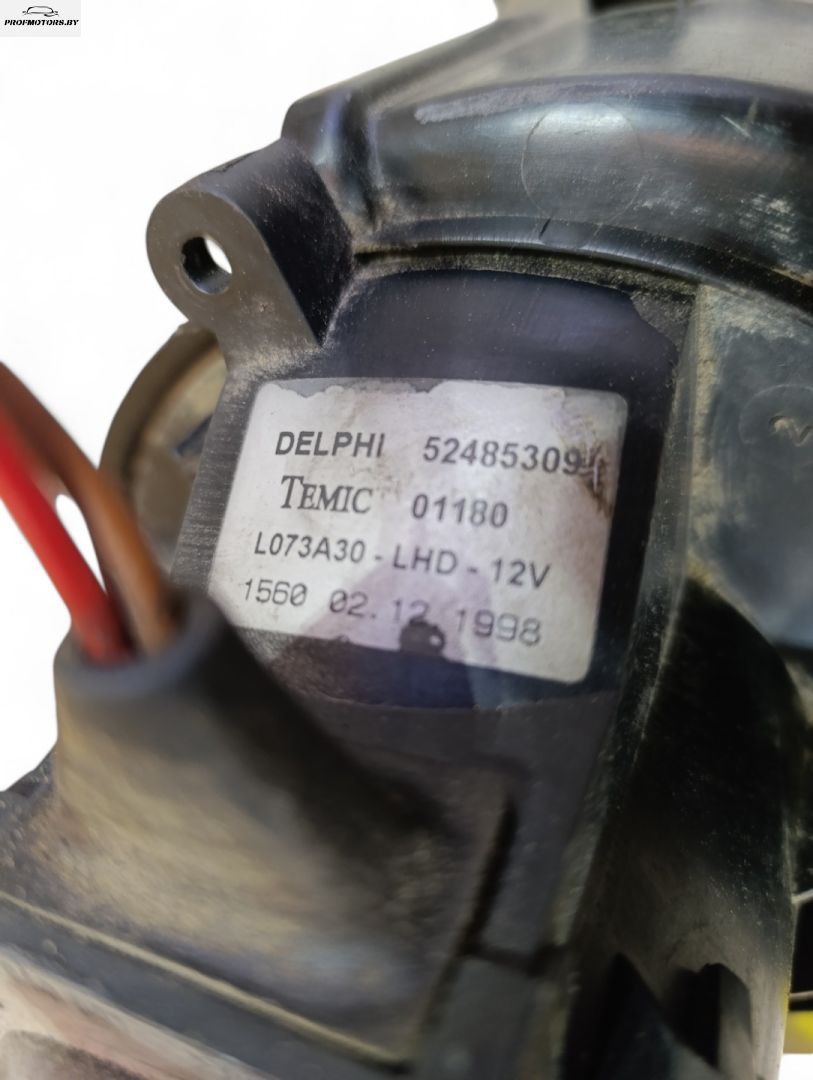 PROFMOTORS.BY
DELPHI 52485309
TEMIC 01180
L073A30 - LHD - 12V
1560 02.12.1998